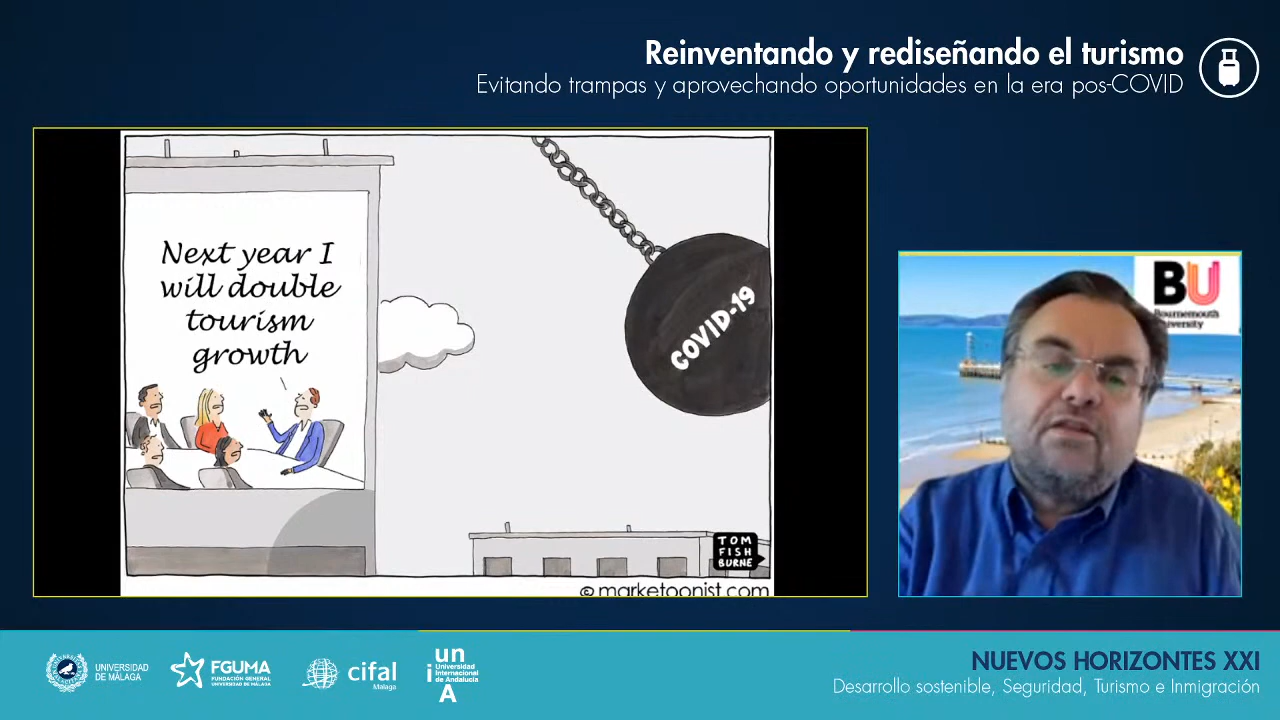 Reinventando y rediseñando el turismo
Evitando trampas y aprovechando oportunidades en la era pos-COVID
Next year I
will double
tourism
growth
COVID-19
TOM
FISH
BURNE
© marketoonist.com
BU
Bournemouth
University
UNIVERSIDAD
DE MÁLAGA
FGUMA
FUNDACIÓN GENERAL
UNIVERSIDAD DE MÁLAGA
cifal
Málaga
un
i
Universidad
Internacional
de Andalucía
A
NUEVOS HORIZONTES XXI
Desarrollo sostenible, Seguridad, Turismo e Inmigración